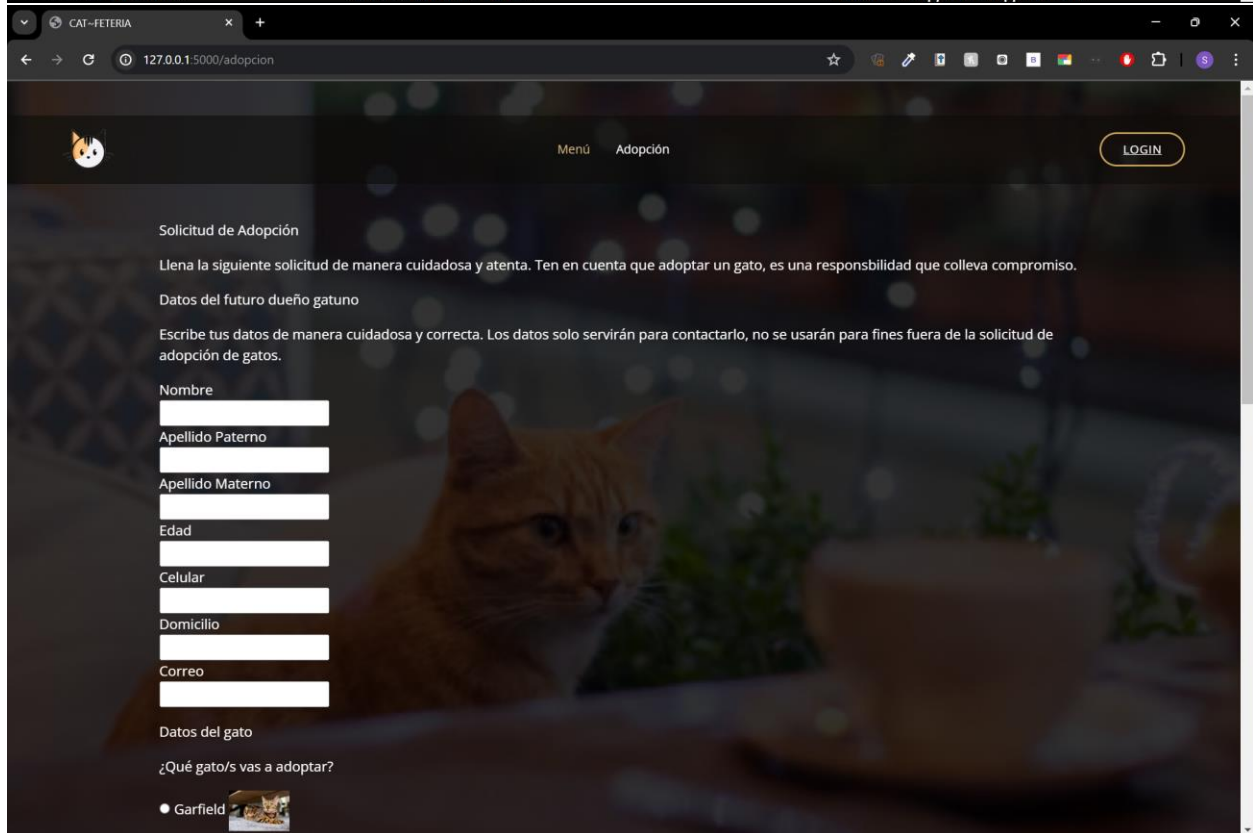 CAT~FETERIA
127.0.0.1:5000/adopcion
B
S
Menú Adopción
LOGIN
Solicitud de Adopción
Llena la siguiente solicitud de manera cuidadosa y atenta. Ten en cuenta que adoptar un gato, es una responsbilidad que colleva compromiso.
Datos del futuro dueño gatuno
Escribe tus datos de manera cuidadosa y correcta. Los datos solo servirán para contactarlo, no se usarán para fines fuera de la solicitud de
adopción de gatos.
Nombre
Apellido Paterno
Apellido Materno
Edad
Celular
Domicilio
Correo
Datos del gato
¿Qué gato/s vas a adoptar?
Garfield